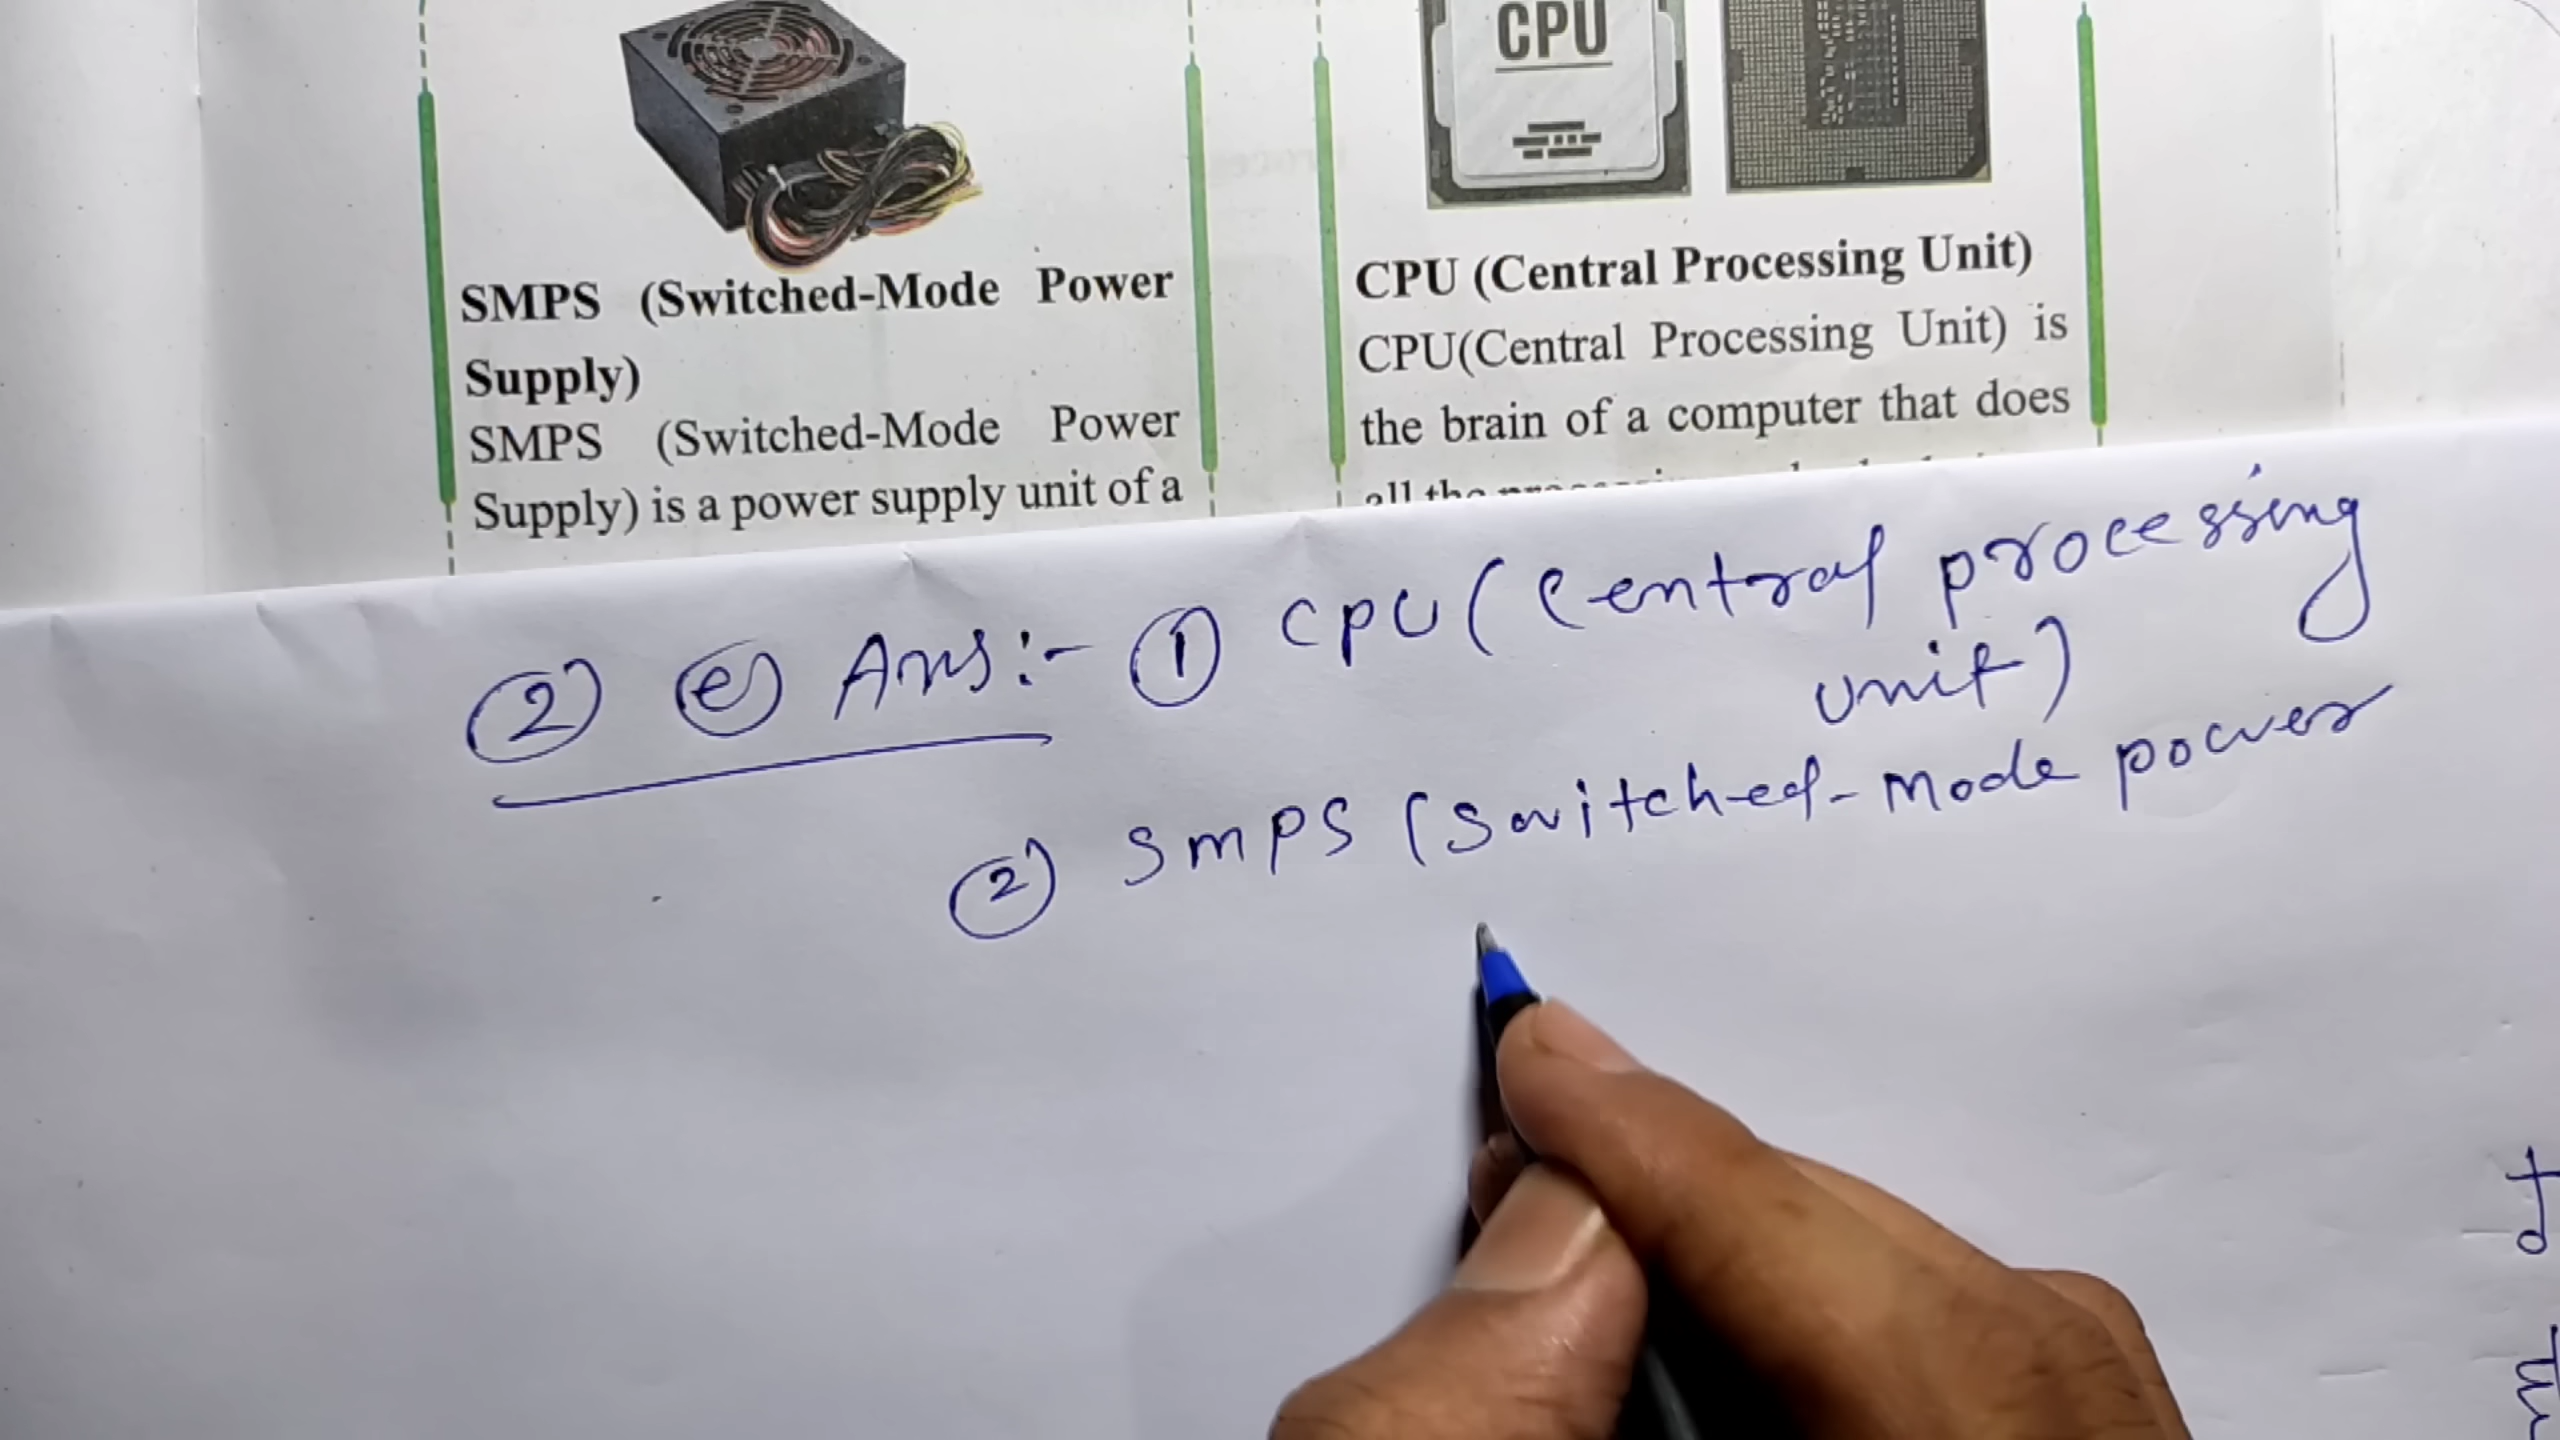 CPU
SMPS (Switched-Mode Power
Supply)
SMPS (Switched-Mode Power
Supply) is a power supply unit of a
CPU (Central Processing Unit)
CPU(Central Processing Unit) is
the brain of a computer that does
all the
② ⓔ Ans:- ① CPU (Central processing
unit)
② SMPS (Switched-Mode power